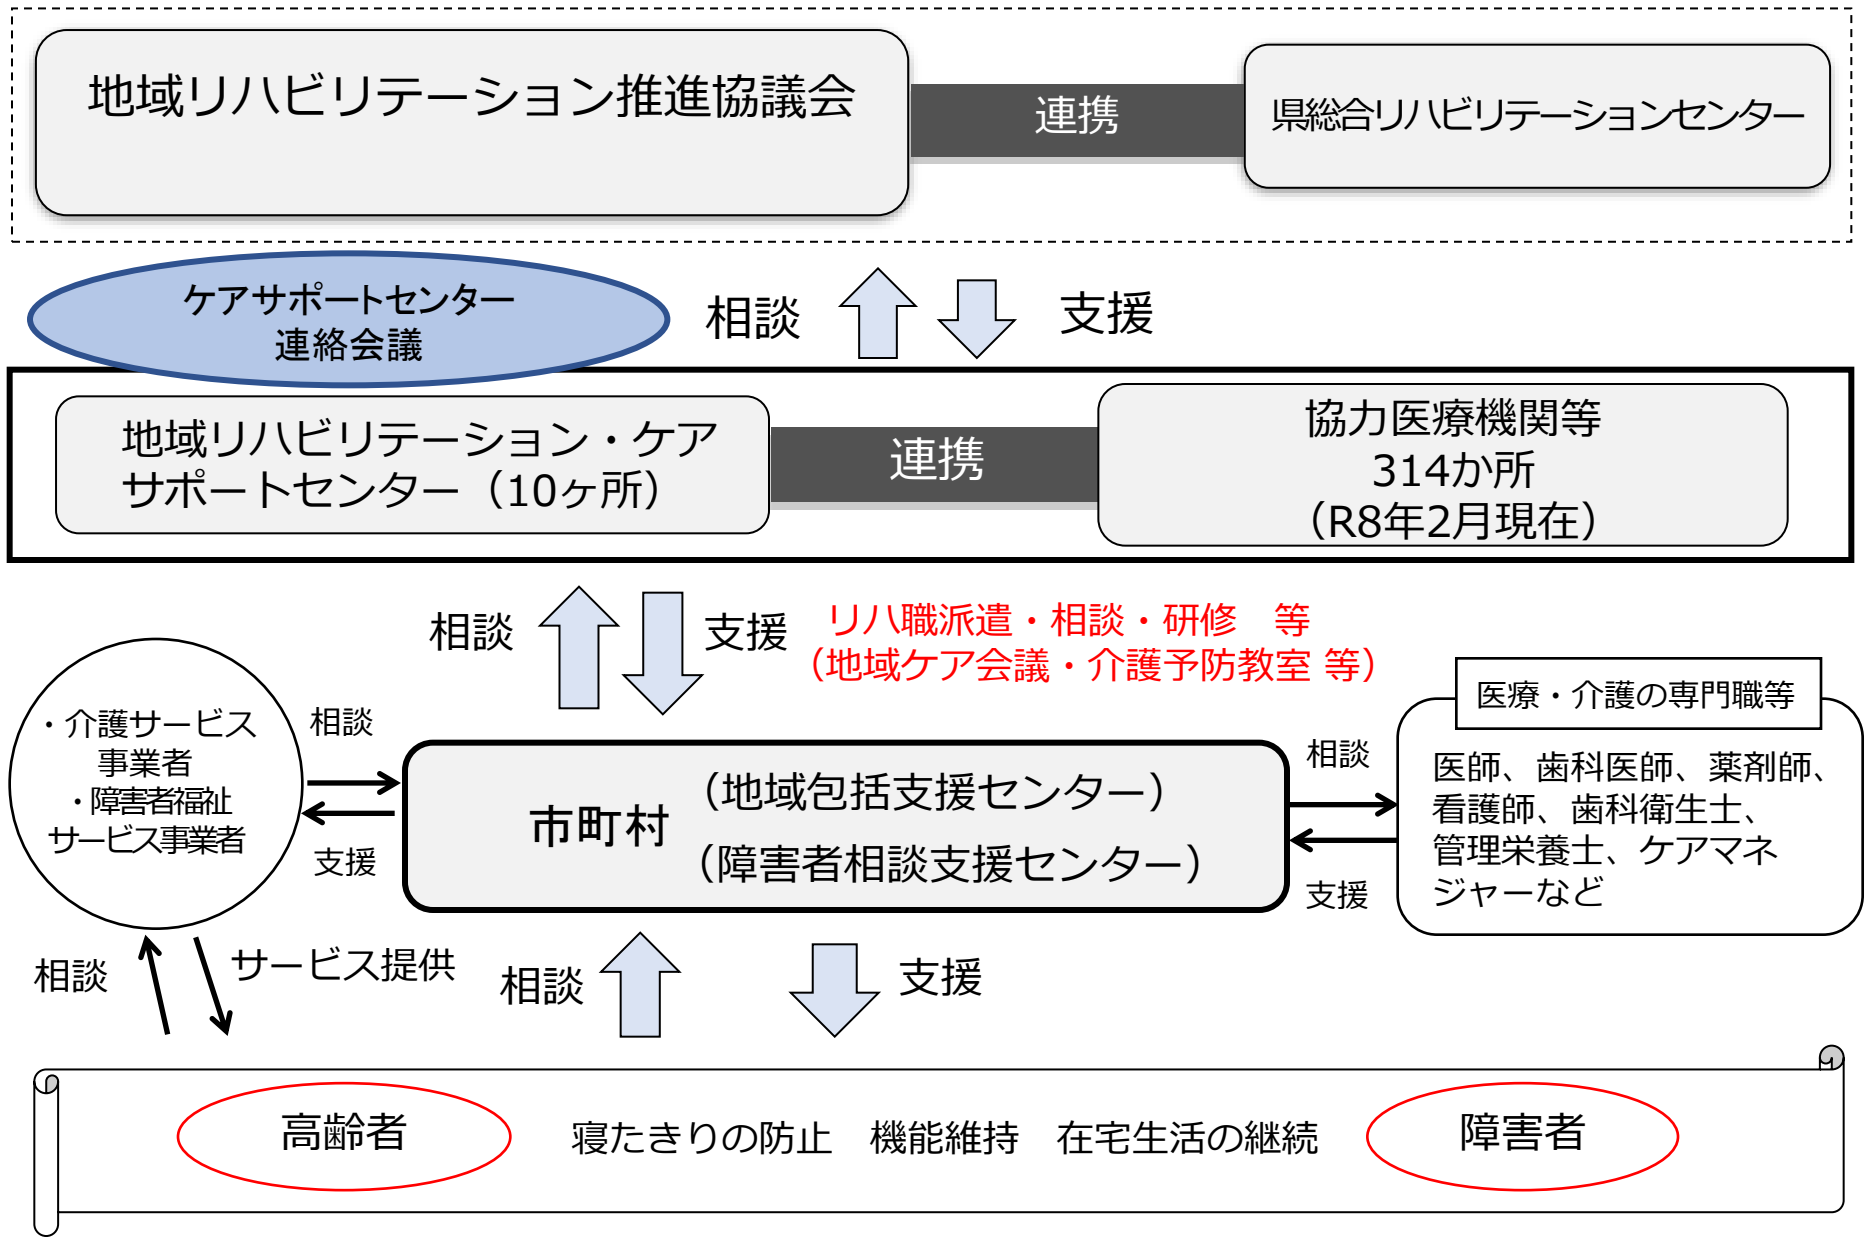 地域リハビリテーション推進協議会
連携
県総合リハビリテーションセンター
ケアサポートセンター
連絡会議
相談
支援
地域リハビリテーション・ケア
サポートセンター（10ヶ所）
連携
協力医療機関等
314か所
（R8年2月現在）
相談
支援
リハ職派遣・相談・研修　等
（地域ケア会議・介護予防教室 等）
・介護サービス
事業者
・障害者福祉
サービス事業者
相談
支援
市町村
（地域包括支援センター）
（障害者相談支援センター）
相談
支援
医療・介護の専門職等
医師、歯科医師、薬剤師、
看護師、歯科衛生士、
管理栄養士、ケアマネ
ジャーなど
相談
サービス提供
相談
支援
高齢者
寝たきりの防止　機能維持　在宅生活の継続
障害者